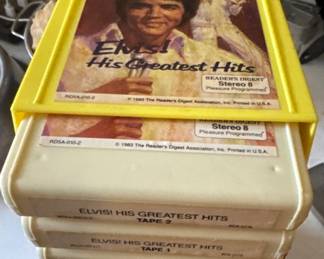 Elvis!
His Greatest Hits
READER'S DIGEST
Stereo 8
Pleasure Programmed
RD5A-010-2
© 1983 The Reader's Digest Association, Inc. Printed in U.S.A.
Stereo 8
Pleasure Programmed
RD5A-010-2
© 1983 The Reader's Digest Association, Inc. Printed in U.S.A.
ELVIS! HIS GREATEST HITS
TAPE 2
ELVIS! HIS GREATEST HITS
TAPE 1